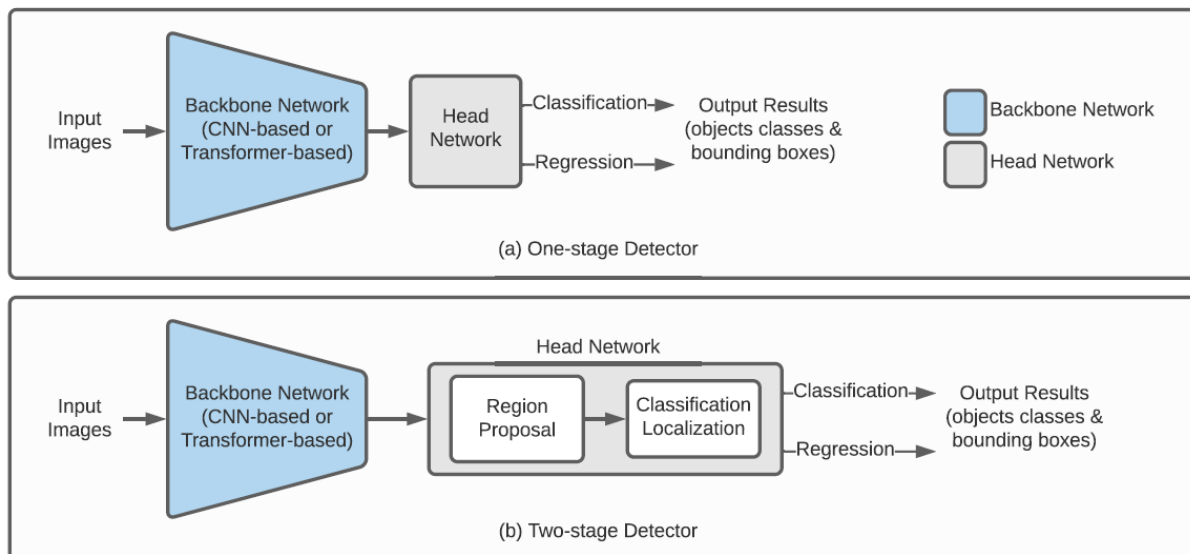 Input
Images
Backbone Network
(CNN-based or
Transformer-based)
Head
Network
Classification
Regression
Output Results
(objects classes &
bounding boxes)
Backbone Network
Head Network
(a) One-stage Detector
Input
Images
Backbone Network
(CNN-based or
Transformer-based)
Head Network
Region
Proposal
Classification
Localization
Classification
Regression
Output Results
(objects classes &
bounding boxes)
(b) Two-stage Detector